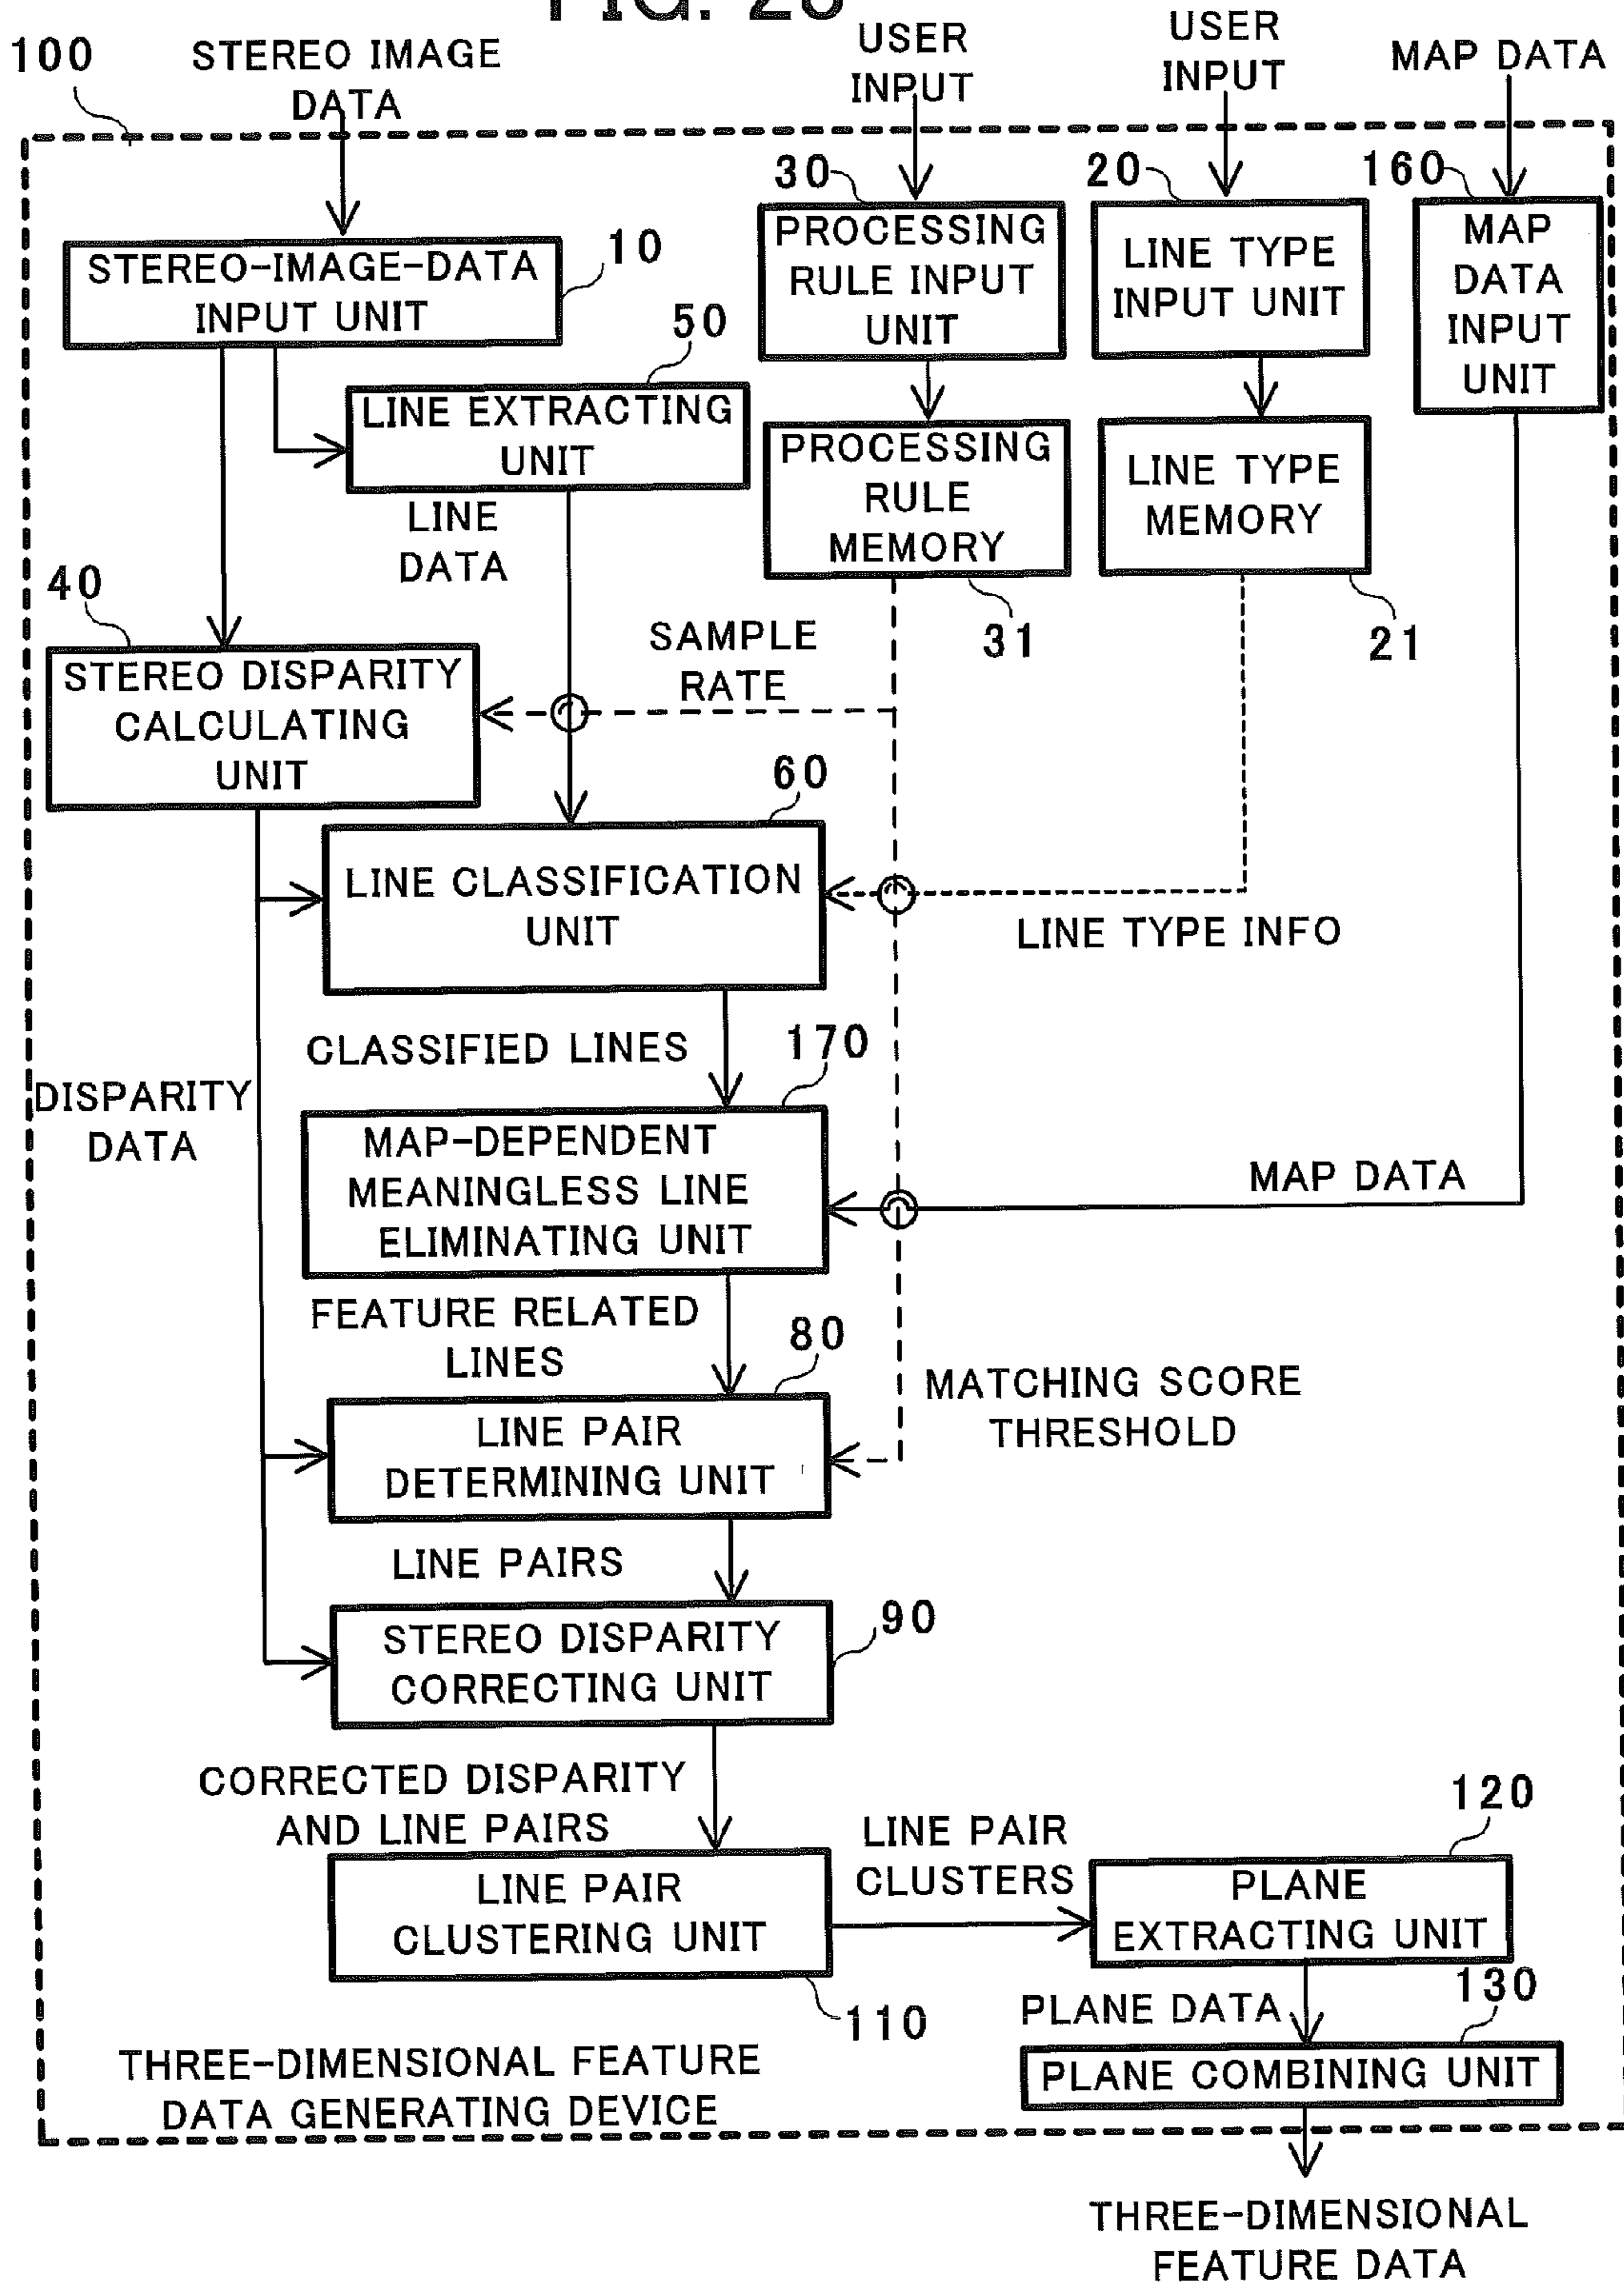 100
STEREO IMAGE
DATA
USER
INPUT
USER
INPUT
MAP DATA
30
PROCESSING
RULE INPUT
UNIT
20
LINE TYPE
INPUT UNIT
160
MAP
DATA
INPUT
UNIT
STEREO-IMAGE-DATA
INPUT UNIT
10
50
LINE EXTRACTING
UNIT
PROCESSING
RULE
MEMORY
31
LINE TYPE
MEMORY
21
LINE
DATA
40
STEREO DISPARITY
CALCULATING
UNIT
SAMPLE
RATE
60
LINE CLASSIFICATION
UNIT
LINE TYPE INFO
CLASSIFIED LINES
170
DISPARITY
DATA
MAP-DEPENDENT
MEANINGLESS LINE
ELIMINATING UNIT
MAP DATA
FEATURE RELATED
LINES
80
LINE PAIR
DETERMINING UNIT
MATCHING SCORE
THRESHOLD
LINE PAIRS
90
STEREO DISPARITY
CORRECTING UNIT
CORRECTED DISPARITY
AND LINE PAIRS
LINE PAIR
CLUSTERING UNIT
110
LINE PAIR
CLUSTERS
120
PLANE
EXTRACTING UNIT
PLANE DATA
130
PLANE COMBINING UNIT
THREE-DIMENSIONAL FEATURE
DATA GENERATING DEVICE
THREE-DIMENSIONAL
FEATURE DATA